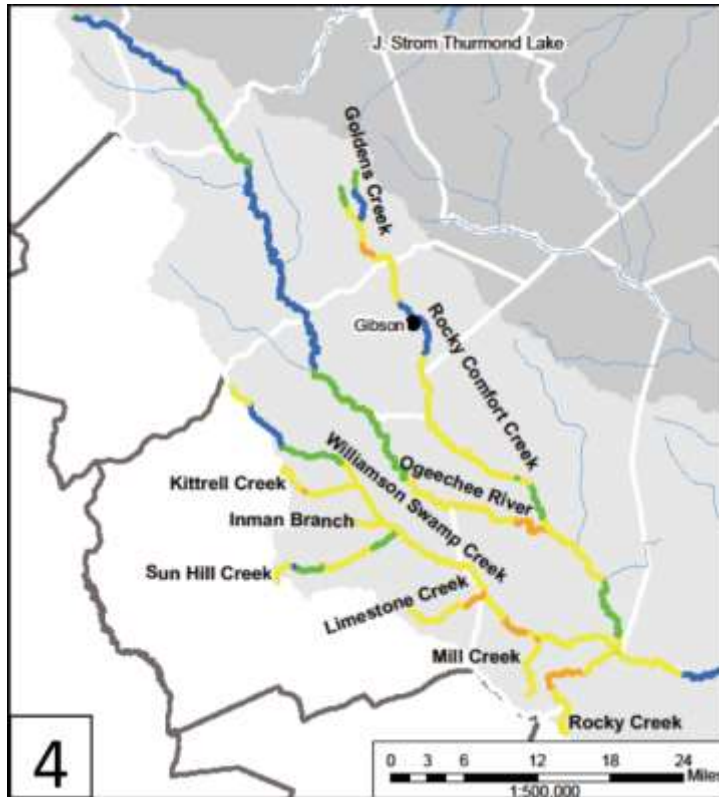 J. Strom Thurmond Lake
Goldens Creek
Gibson
Rocky Comfort Creek
Ogeechee River
Williamson Swamp Creek
Kittrell Creek
Inman Branch
Sun Hill Creek
Limestone Creek
Mill Creek
Rocky Creek
4
0 3 6 12 18 24
Miles
1:500,000